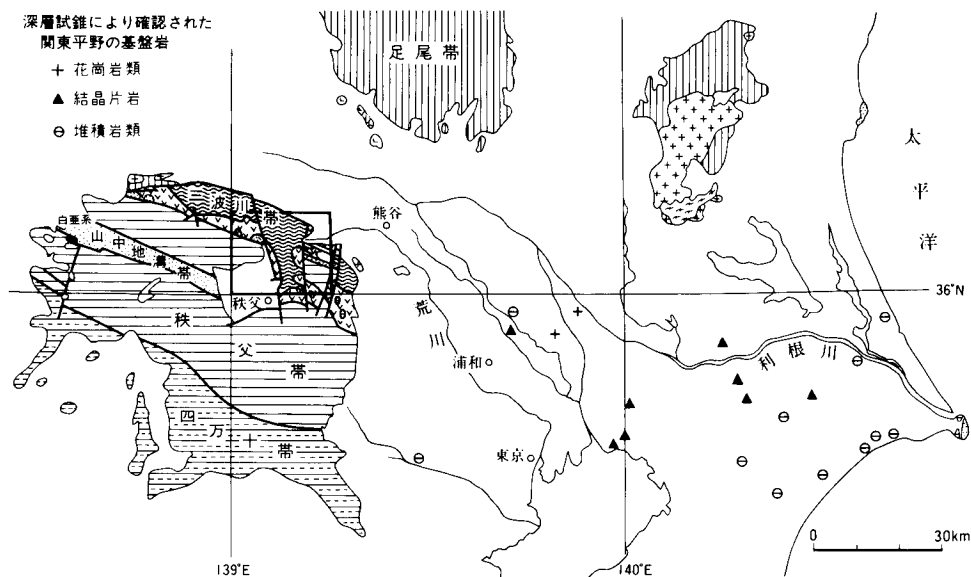 深層試錐により確認された
関東平野の基盤岩
+ 花崗岩類
▲ 結晶片岩
⊖ 堆積岩類
足尾帯
太平洋
三波川帯
熊谷
白亜系
山中地溝帯
秩父
36°N
荒川
秩父帯
浦和
利根川
四万十帯
東京
0 30km
139°E
140°E